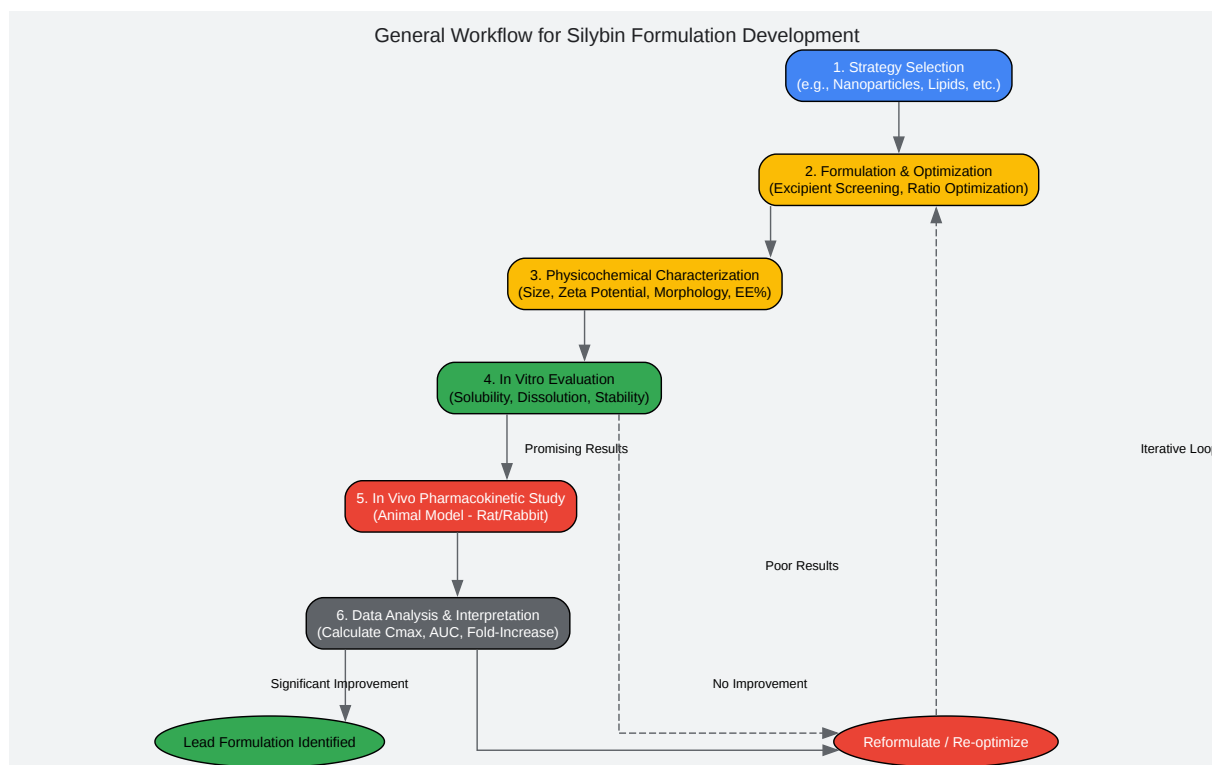 General Workflow for Silybin Formulation Development
1. Strategy Selection
(e.g., Nanoparticles, Lipids, etc.)
2. Formulation & Optimization
(Excipient Screening, Ratio Optimization)
3. Physicochemical Characterization
(Size, Zeta Potential, Morphology, EE%)
4. In Vitro Evaluation
(Solubility, Dissolution, Stability)
Promising Results
Iterative Loop
5. In Vivo Pharmacokinetic Study
(Animal Model - Rat/Rabbit)
Poor Results
6. Data Analysis & Interpretation
(Calculate Cmax, AUC, Fold-Increase)
Significant Improvement
No Improvement
Lead Formulation Identified
Reformulate / Re-optimize